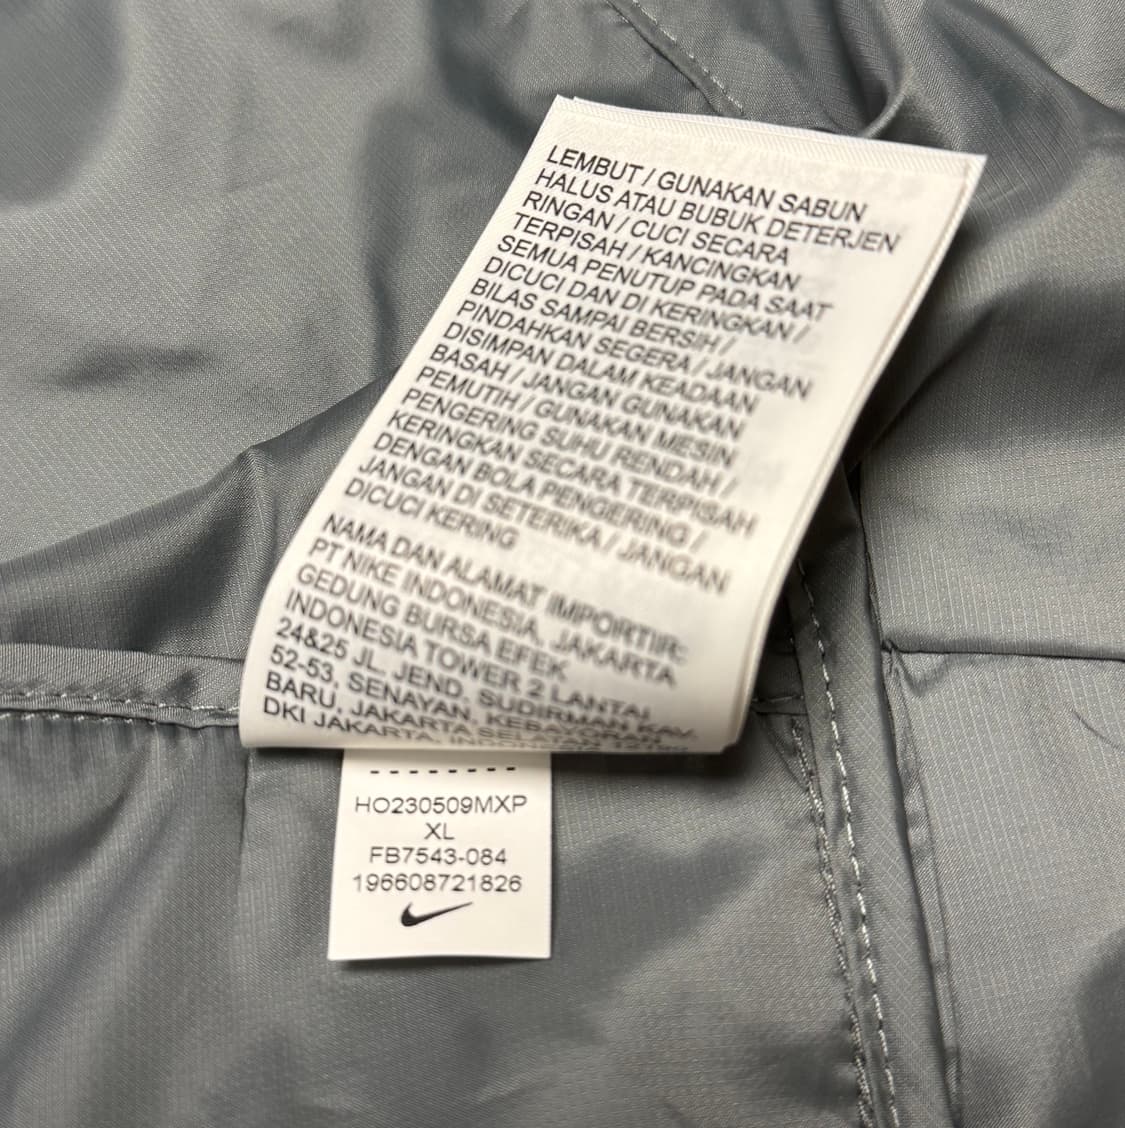 LEMBUT / GUNAKAN SABUN
HALUS ATAU BUBUK DETERJEN
RINGAN / CUCI SECARA
TERPISAH / KANCINGKAN
SEMUA PENUTUP PADA SAAT
DICUCI DAN DI KERINGKAN /
BILAS SAMPAI BERSIH /
PINDAHKAN SEGERA / JANGAN
DISIMPAN DALAM KEADAAN
BASAH / JANGAN GUNAKAN
PEMUTIH / GUNAKAN MESIN
PENGERING SUHU RENDAH /
KERINGKAN SECARA TERPISAH
DENGAN BOLA PENGERING /
JANGAN DI SETERIKA / JANGAN
DICUCI KERING
NAMA DAN ALAMAT IMPORTIR:
PT NIKE INDONESIA, JAKARTA
GEDUNG BURSA EFEK
INDONESIA TOWER 2 LANTAI
24&25 JL. JEND. SUDIRMAN KAV.
52-53, SENAYAN, KEBAYORAN
BARU, JAKARTA SELATAN
DKI JAKARTA, INDONESIA 12190
HO230509MXP
XL
FB7543-084
196608721826